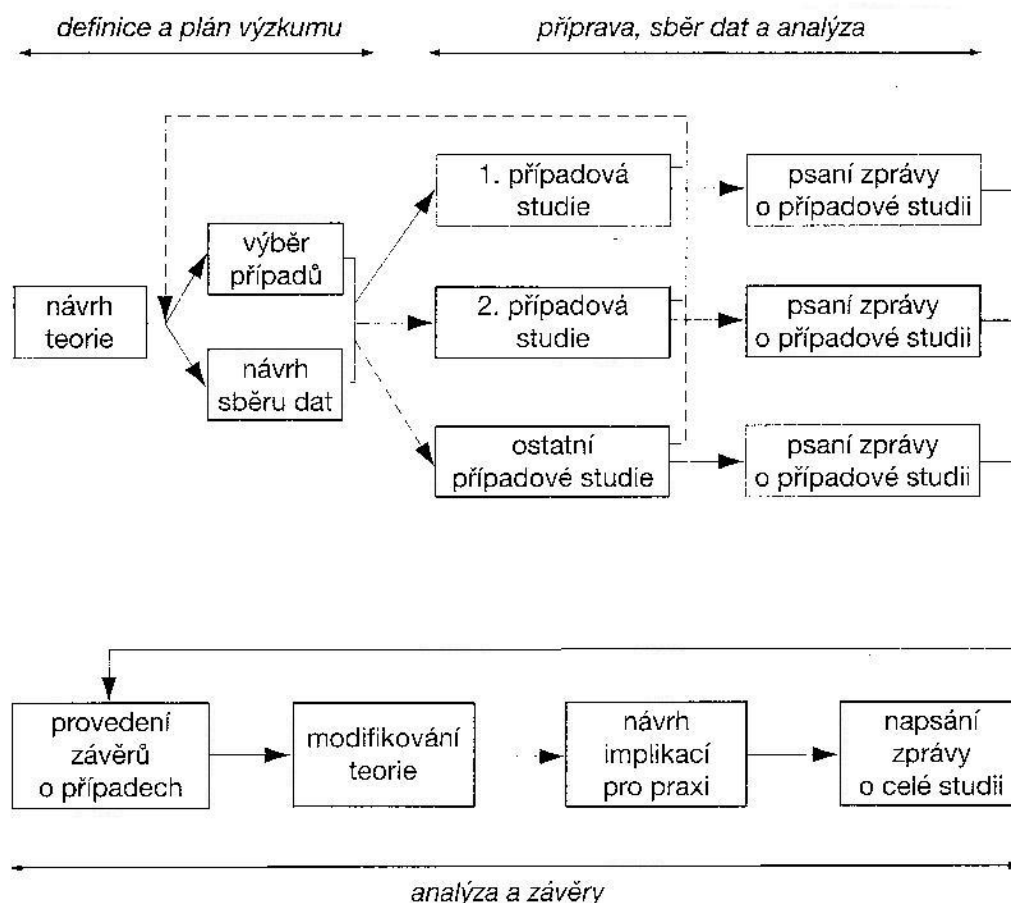 definice a plán výzkumu
příprava, sběr dat a analýza
návrh
teorie
výběr
případů
návrh
sběru dat
1. případová
studie
psaní zprávy
o případové studii
2. případová
studie
psaní zprávy
o případové studii
ostatní
případové studie
psaní zprávy
o případové studii
provedení
závěrů
o případech
modifikování
teorie
návrh
implikací
pro praxi
napsání
zprávy
o celé studii
analýza a závěry